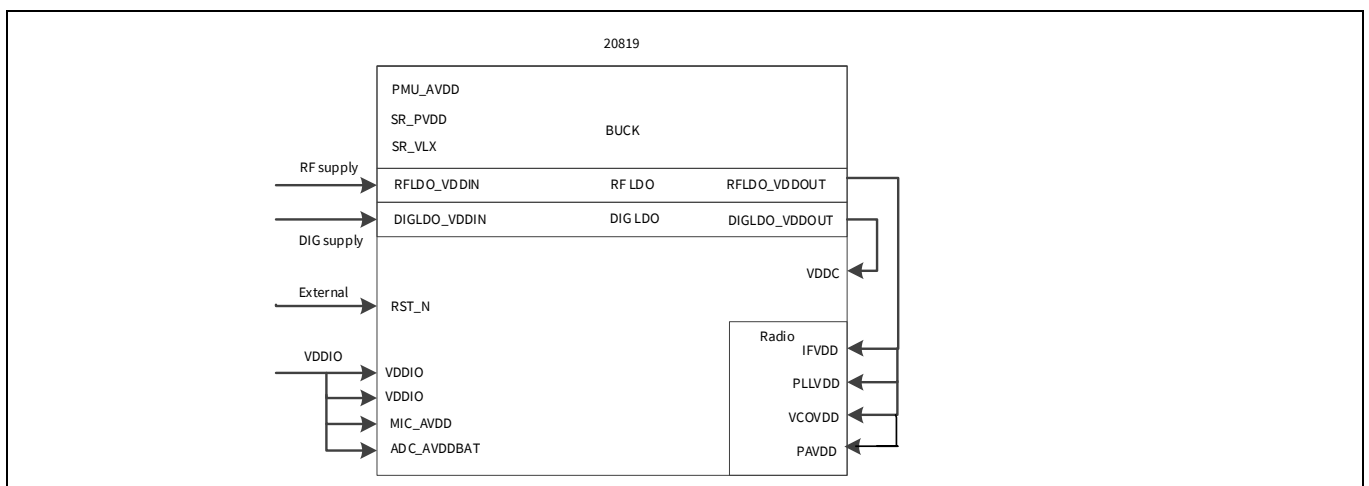 20819
PMU_AVDD
SR_PVDD
BUCK
SR_VLX
RF supply
RFLDO_VDDIN RF LDO RFLDO_VDDOUT
DIGLDO_VDDIN DIG LDO DIGLDO_VDDOUT
DIG supply
VDDC
External
RST_N
Radio
IFVDD
VDDIO
VDDIO
PLLVDD
VDDIO
VCOVDD
MIC_AVDD
ADC_AVDDBAT
PAVDD